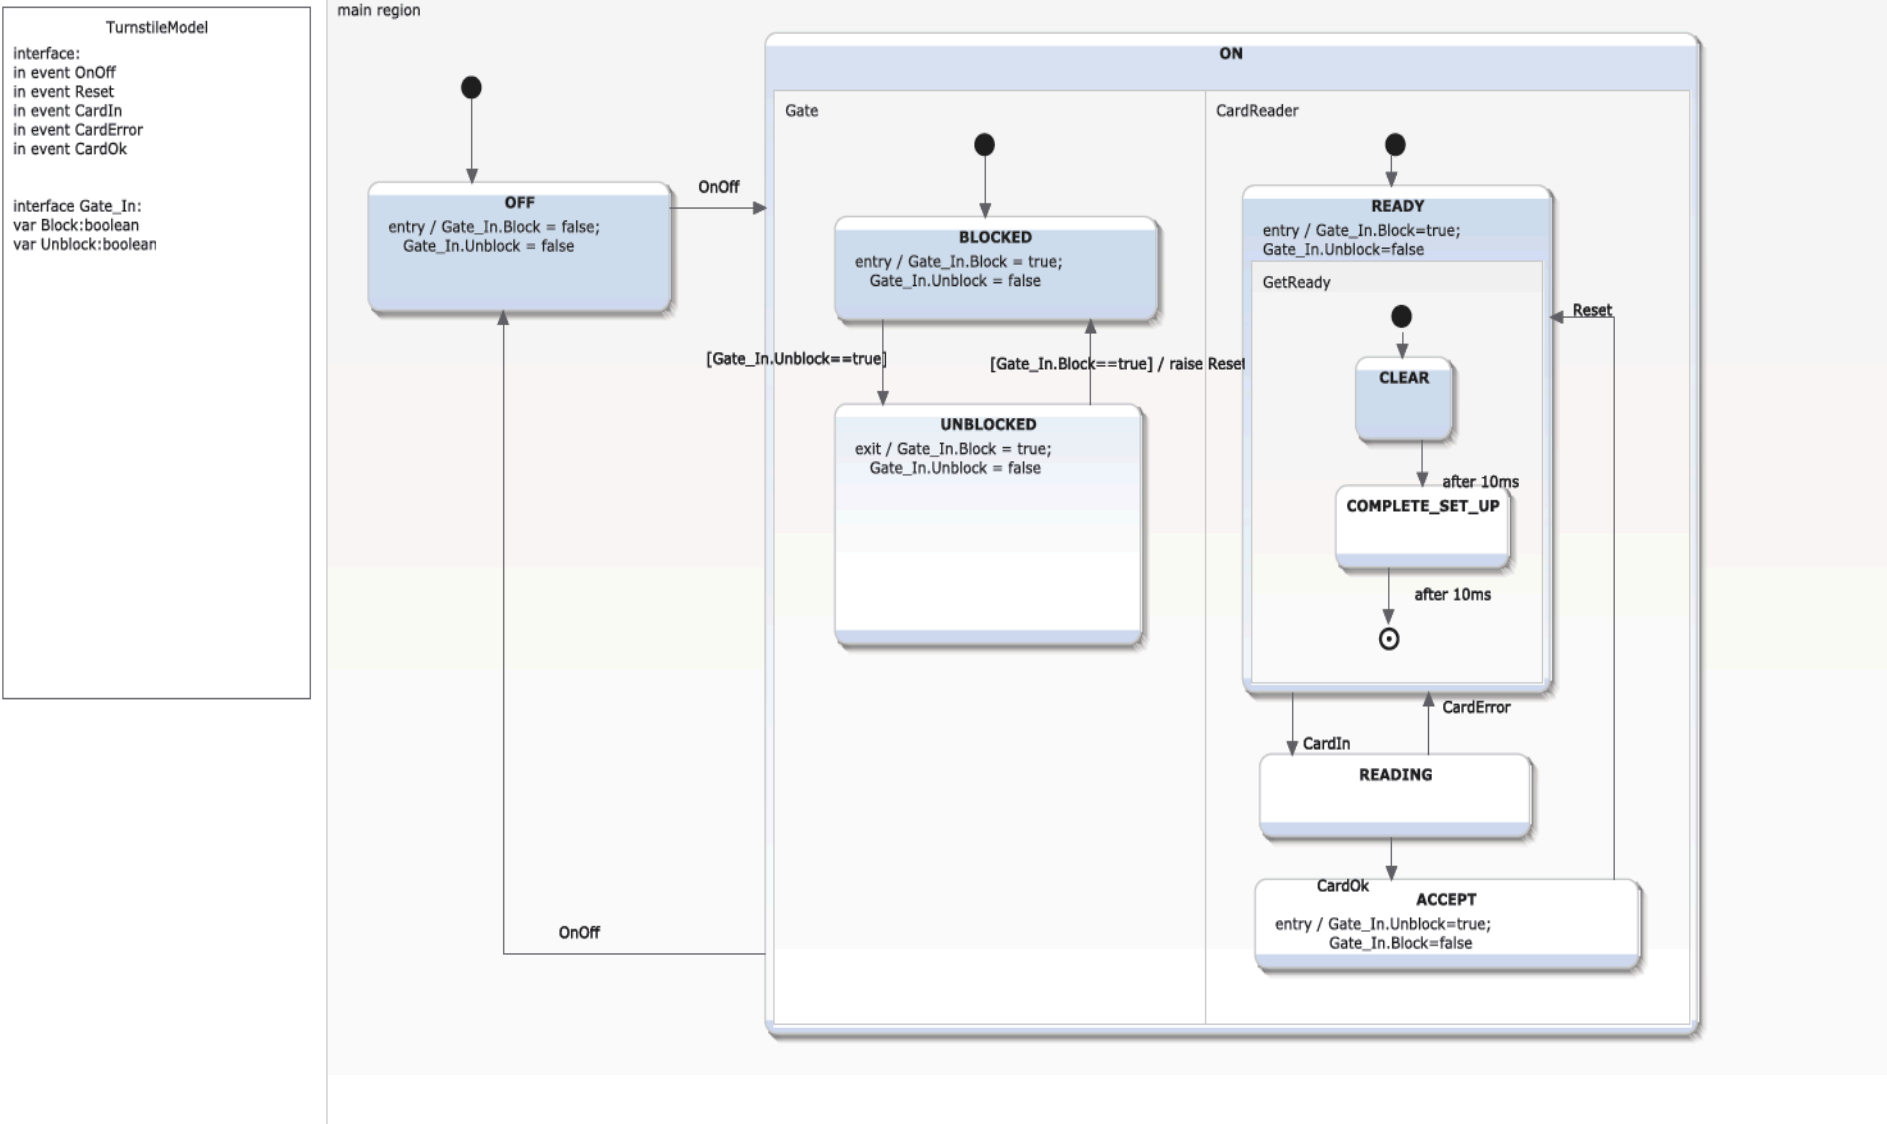 TurnstileModel
interface:
in event OnOff
in event Reset
in event CardIn
in event CardError
in event CardOk
interface Gate_In:
var Block:boolean
var Unblock:boolean
main region
OFF
entry / Gate_In.Block = false;
Gate_In.Unblock = false
OnOff
OnOff
ON
Gate
BLOCKED
entry / Gate_In.Block = true;
Gate_In.Unblock = false
[Gate_In.Unblock==true]
[Gate_In.Block==true] / raise Reset
UNBLOCKED
exit / Gate_In.Block = true;
Gate_In.Unblock = false
CardReader
READY
entry / Gate_In.Block=true;
Gate_In.Unblock=false
GetReady
CLEAR
after 10ms
COMPLETE_SET_UP
after 10ms
Reset
CardError
CardIn
READING
CardOk
ACCEPT
entry / Gate_In.Unblock=true;
Gate_In.Block=false